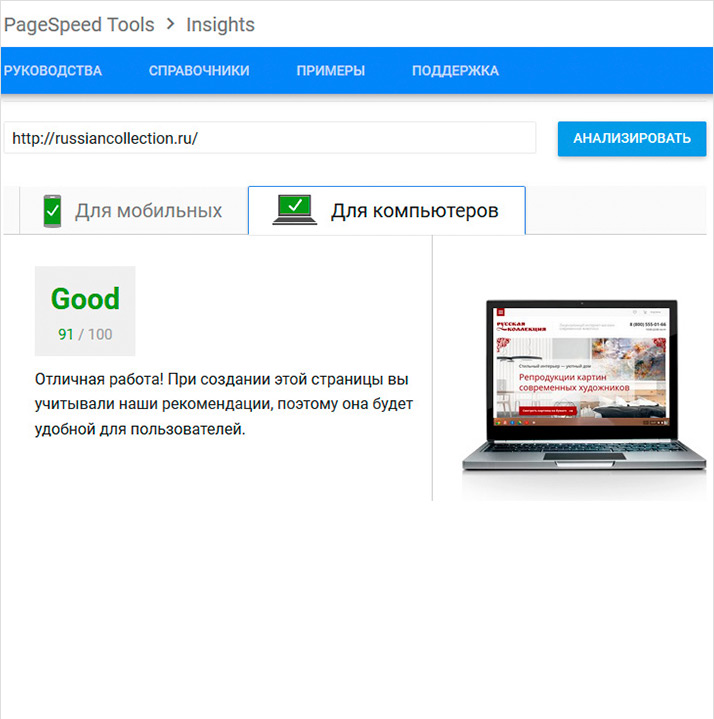 PageSpeed Tools > Insights
РУКОВОДСТВА СПРАВОЧНИКИ ПРИМЕРЫ ПОДДЕРЖКА
http://russiancollection.ru/ АНАЛИЗИРОВАТЬ
Для мобильных Для компьютеров
Good
91 / 100
Отличная работа! При создании этой страницы вы
учитывали наши рекомендации, поэтому она будет
удобной для пользователей.
РУССКАЯ
КОЛЛЕКЦИЯ
8 (800) 555-01-66
Стильный интерьер — уютный дом
Репродукции картин
современных художников